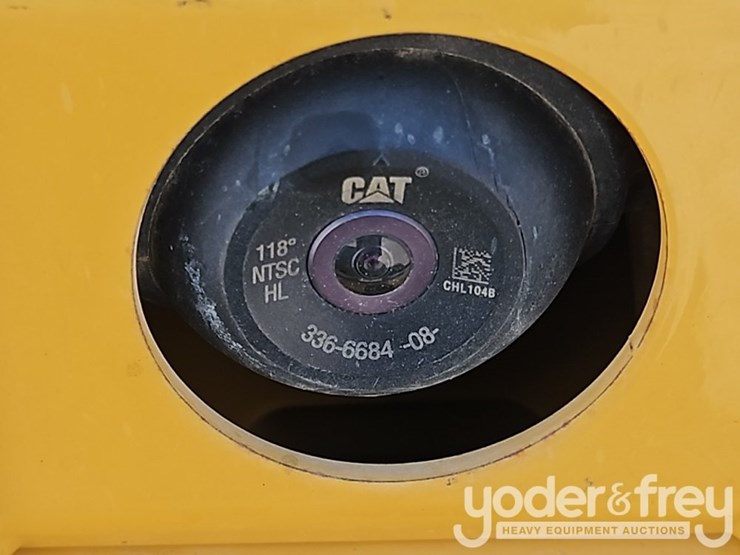 CAT®
118°
NTSC
HL
CHL104B
336-6684 -08-
yoder&frey
HEAVY EQUIPMENT AUCTIONS